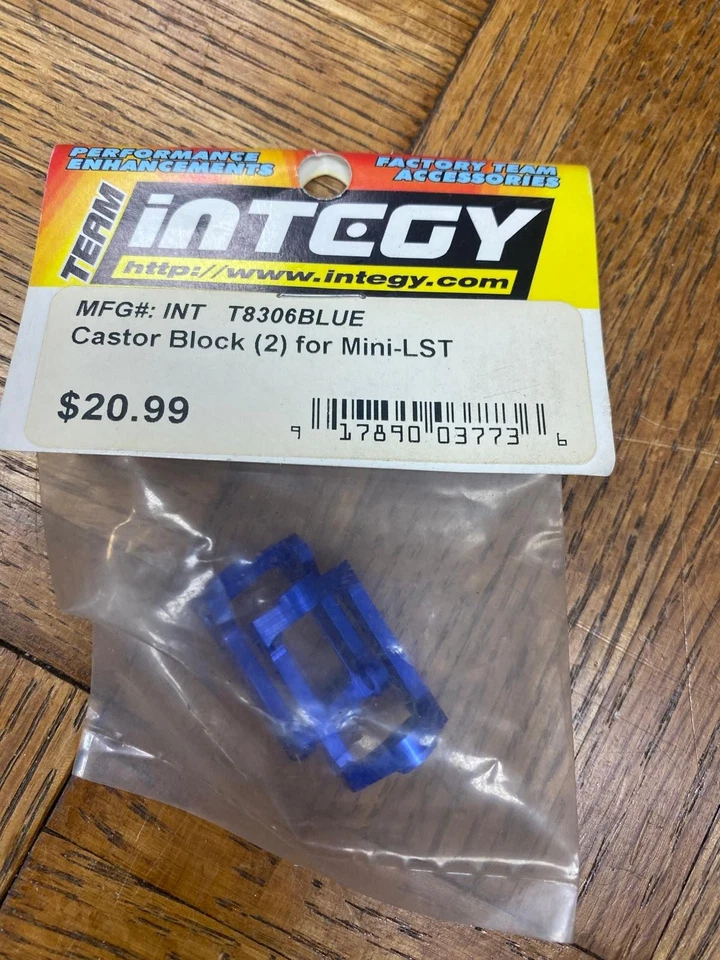 PERFORMANCE
ENHANCEMENTS
FACTORY TEAM
ACCESSORIES
TEAM
iNTEGY
http://www.integy.com
MFG#: INT T8306BLUE
Castor Block (2) for Mini-LST
$20.99
9 17890 03773 6